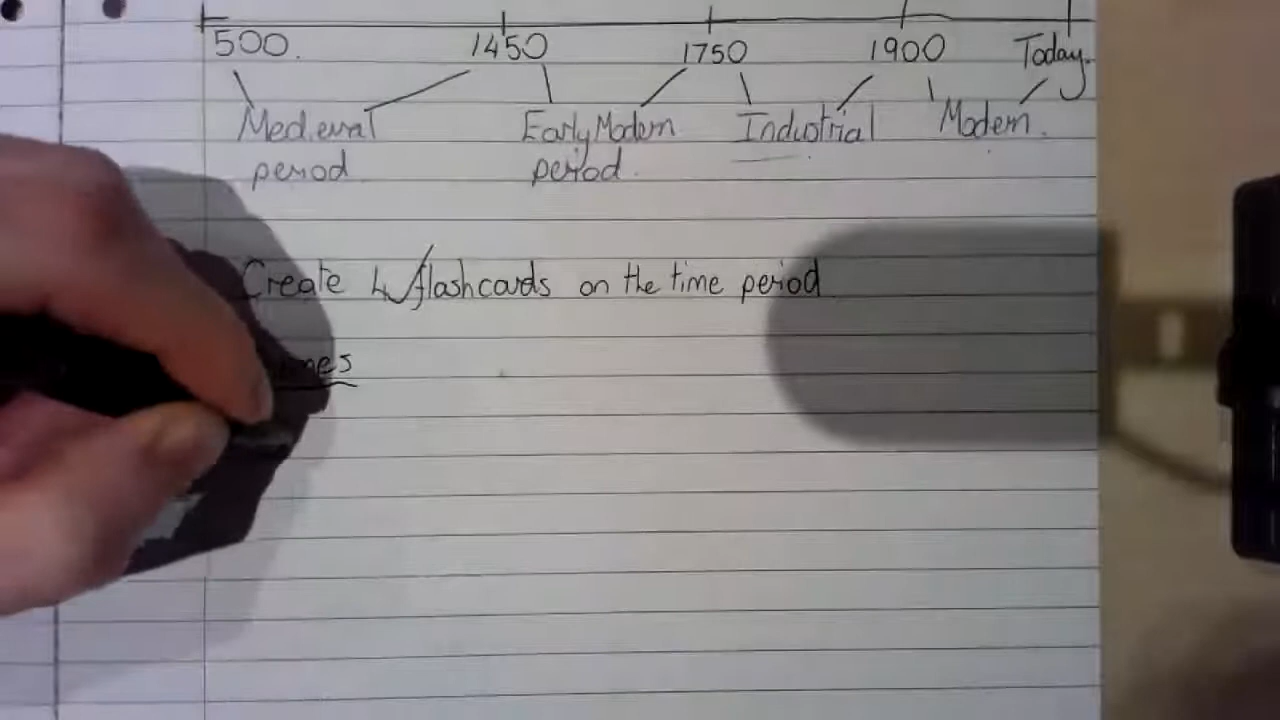 500. 1450 1750 1900 Today.
Medieval Early Modern Industrial Modern.
period period.
Create 4 flashcards on the time period